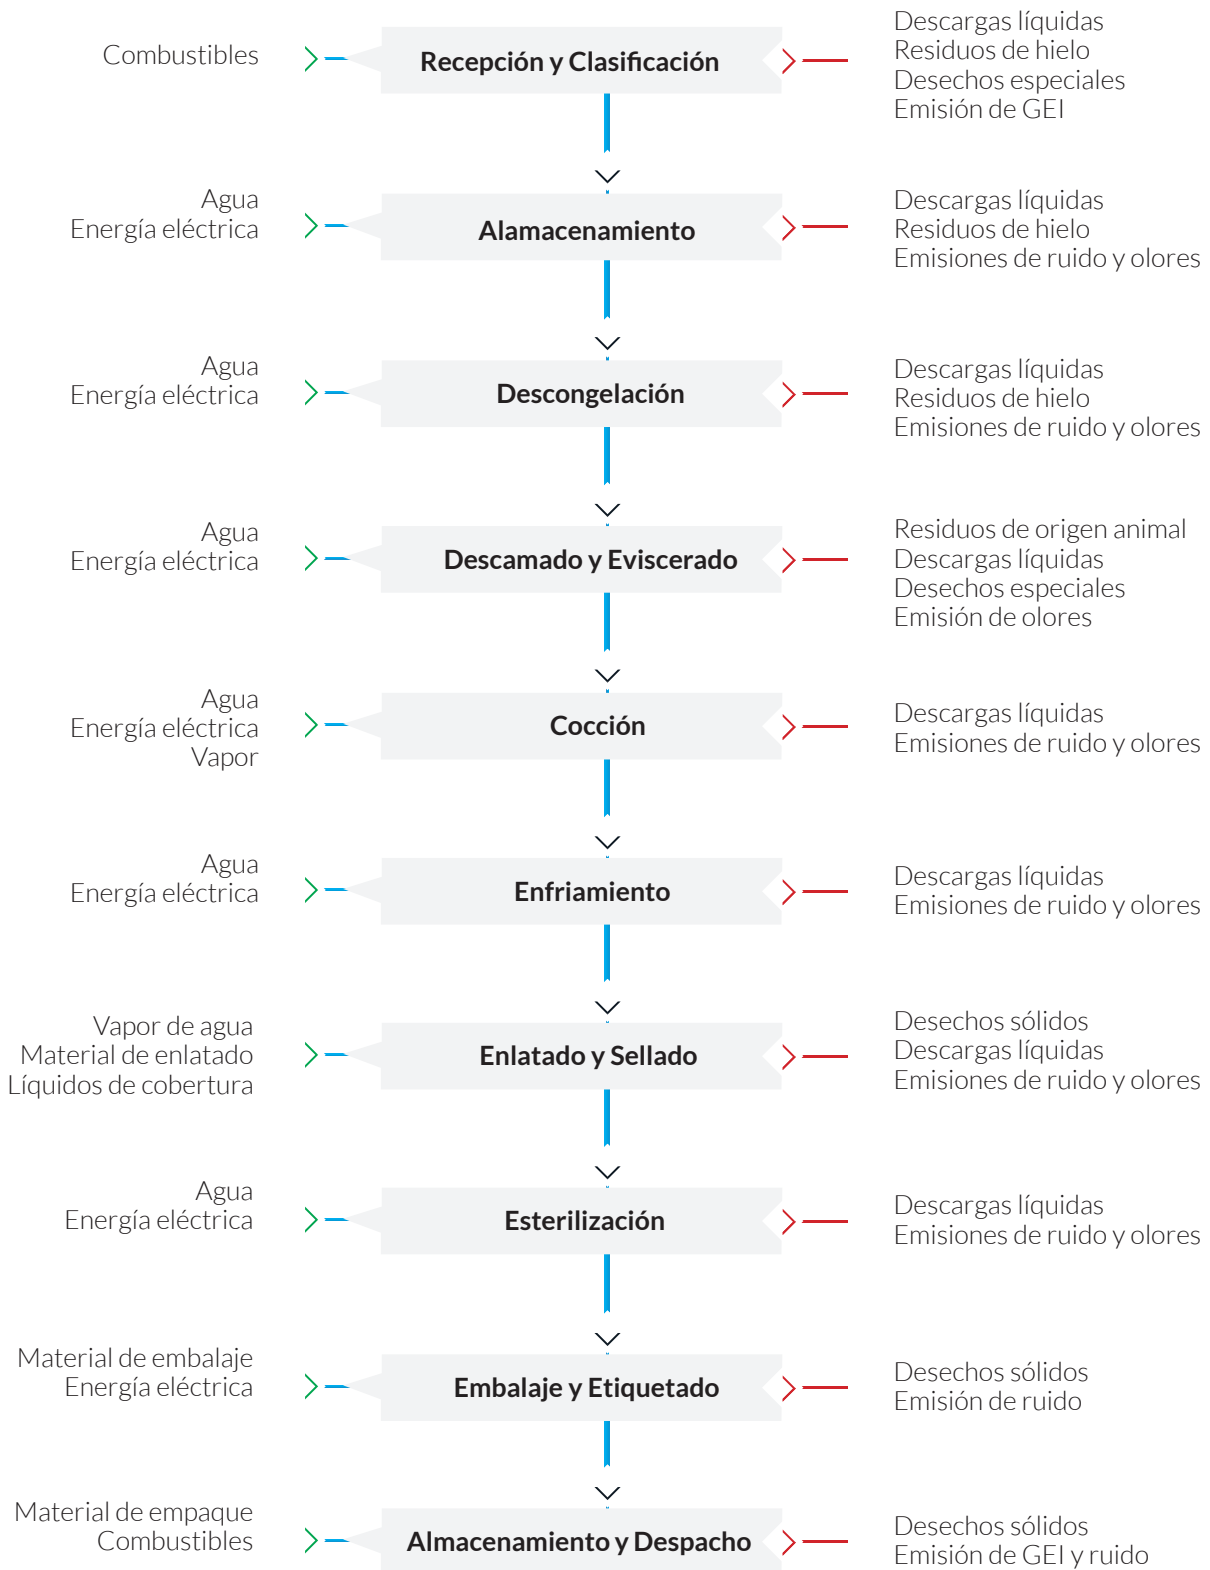 Combustibles
Recepción y Clasificación
Descargas líquidas
Residuos de hielo
Desechos especiales
Emisión de GEI
Agua
Energía eléctrica
Alamacenamiento
Descargas líquidas
Residuos de hielo
Emisiones de ruido y olores
Agua
Energía eléctrica
Descongelación
Descargas líquidas
Residuos de hielo
Emisiones de ruido y olores
Agua
Energía eléctrica
Descamado y Eviscerado
Residuos de origen animal
Descargas líquidas
Desechos especiales
Emisión de olores
Agua
Energía eléctrica
Vapor
Cocción
Descargas líquidas
Emisiones de ruido y olores
Agua
Energía eléctrica
Enfriamiento
Descargas líquidas
Emisiones de ruido y olores
Vapor de agua
Material de enlatado
Líquidos de cobertura
Enlatado y Sellado
Desechos sólidos
Descargas líquidas
Emisiones de ruido y olores
Agua
Energía eléctrica
Esterilización
Descargas líquidas
Emisiones de ruido y olores
Material de embalaje
Energía eléctrica
Embalaje y Etiquetado
Desechos sólidos
Emisión de ruido
Material de empaque
Combustibles
Almacenamiento y Despacho
Desechos sólidos
Emisión de GEI y ruido